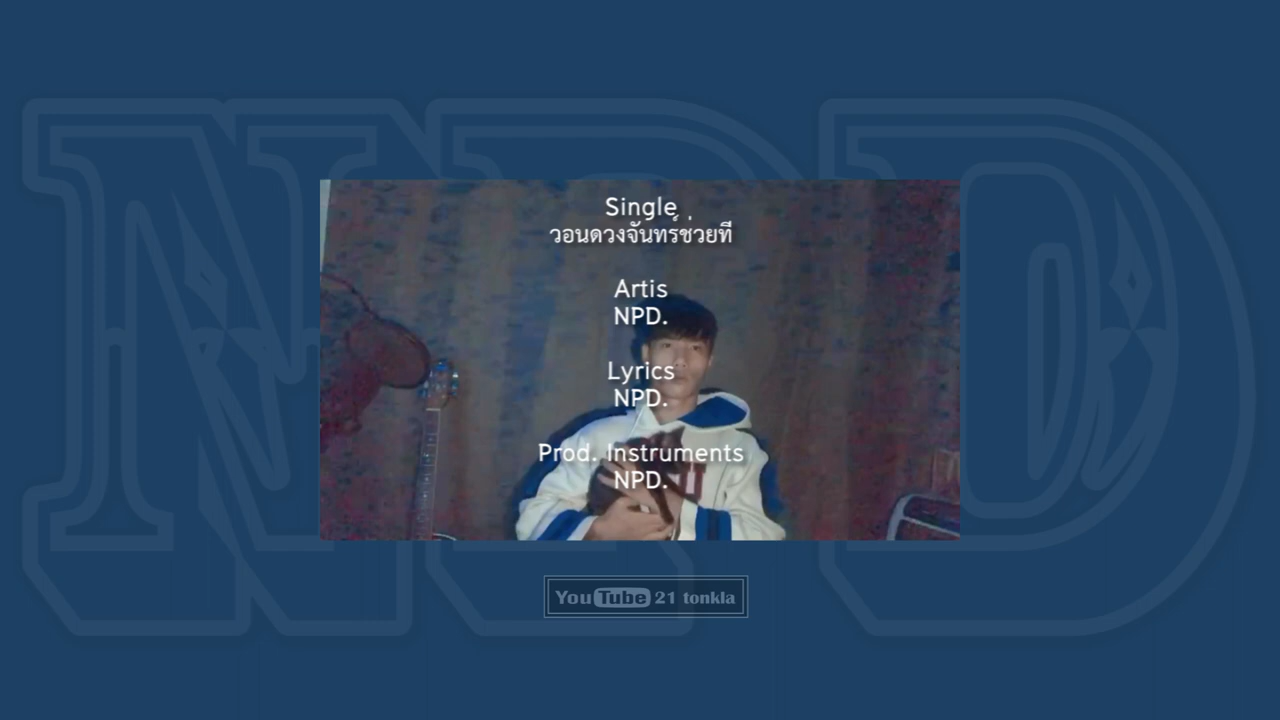 NPD
Single
วอนดวงจันทร์ช่วยที
Artis
NPD.
Lyrics
NPD.
Prod. Instruments
NPD.
YouTube 21 tonkla